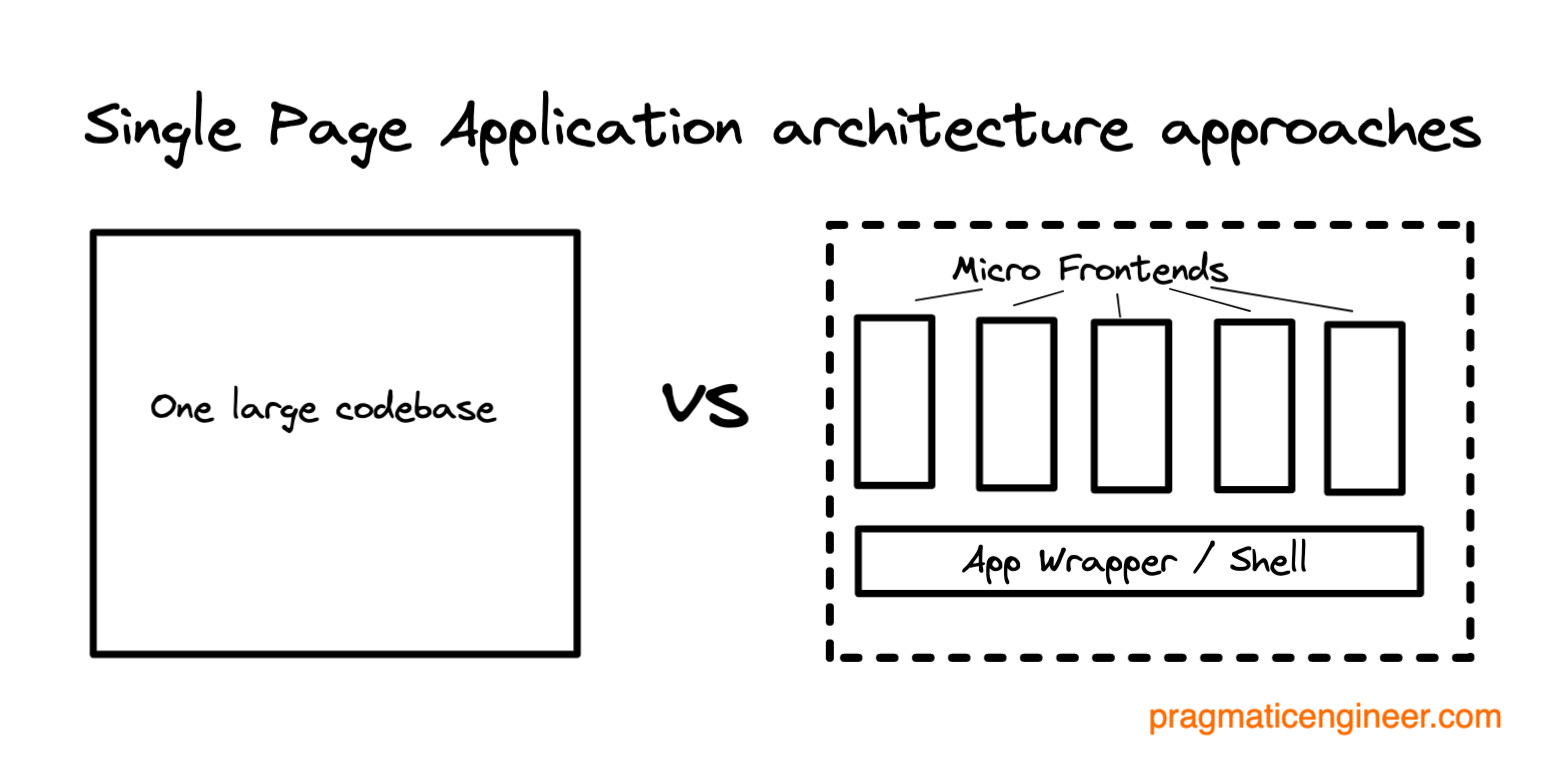 Single Page Application architecture approaches
One large codebase
vs
Micro Frontends
App Wrapper / Shell
pragmaticengineer.com